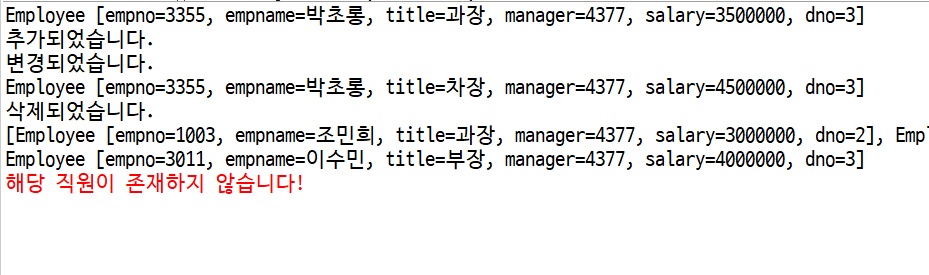 Employee [empno=3355, empname=박초롱, title=과장, manager=4377, salary=3500000, dno=3]
추가되었습니다.
변경되었습니다.
Employee [empno=3355, empname=박초롱, title=차장, manager=4377, salary=4500000, dno=3]
삭제되었습니다.
[Employee [empno=1003, empname=조민희, title=과장, manager=4377, salary=3000000, dno=2], Empl
Employee [empno=3011, empname=이수민, title=부장, manager=4377, salary=4000000, dno=3]
해당 직원이 존재하지 않습니다!